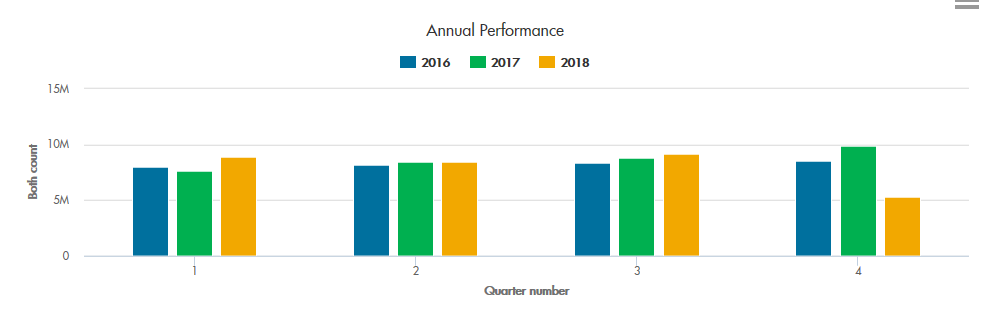 Annual Performance
2016 2017 2018
15M
10M
5M
0
Both count
1 2 3 4
Quarter number